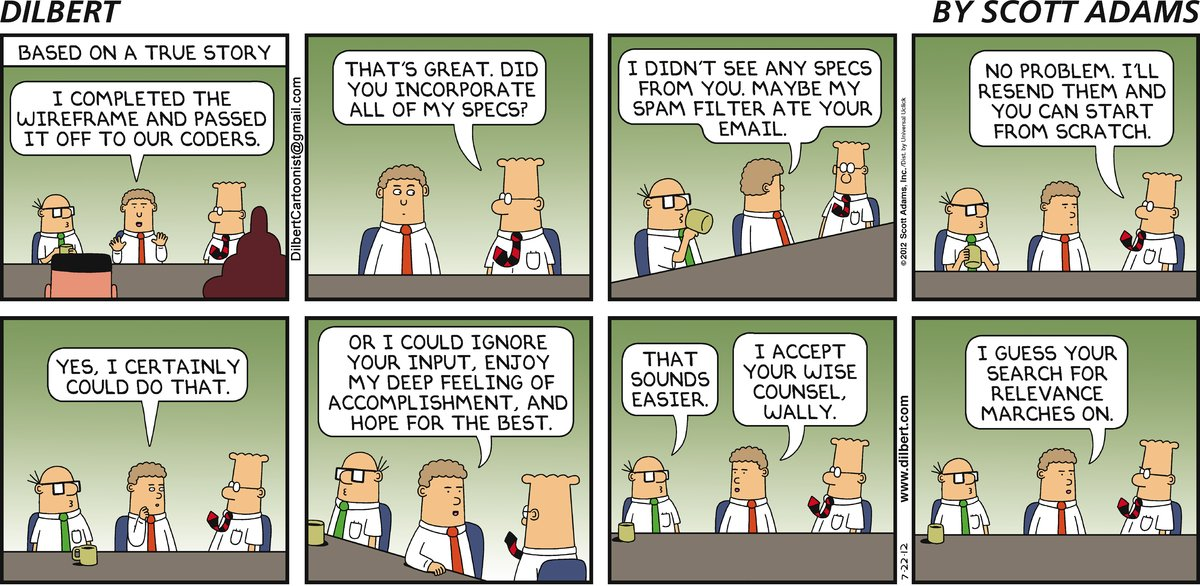 DILBERT
BY SCOTT ADAMS
BASED ON A TRUE STORY
I COMPLETED THE
WIREFRAME AND PASSED
IT OFF TO OUR CODERS.
DilbertCartoonist@gmail.com
THAT'S GREAT. DID
YOU INCORPORATE
ALL OF MY SPECS?
I DIDN'T SEE ANY SPECS
FROM YOU. MAYBE MY
SPAM FILTER ATE YOUR
EMAIL.
©2012 Scott Adams, Inc. /Dist. by Universal Uclick
NO PROBLEM. I'LL
RESEND THEM AND
YOU CAN START
FROM SCRATCH.
YES, I CERTAINLY
COULD DO THAT.
OR I COULD IGNORE
YOUR INPUT, ENJOY
MY DEEP FEELING OF
ACCOMPLISHMENT, AND
HOPE FOR THE BEST.
THAT
SOUNDS
EASIER.
I ACCEPT
YOUR WISE
COUNSEL,
WALLY.
7-22-12 www.dilbert.com
I GUESS YOUR
SEARCH FOR
RELEVANCE
MARCHES ON.